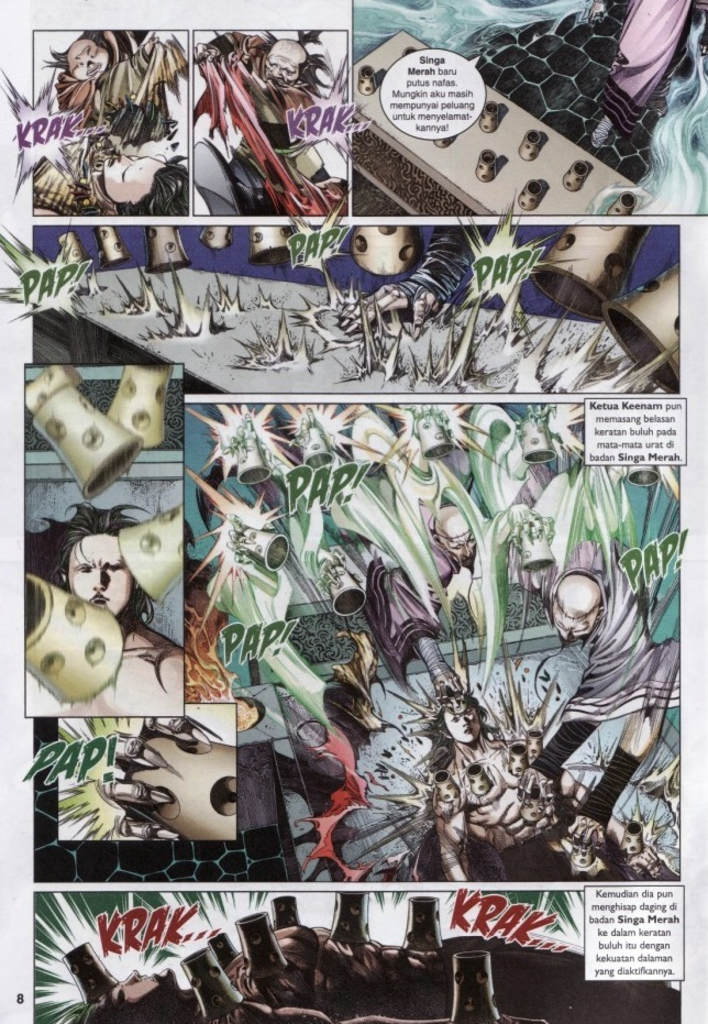 KRAK...
KRAK...
Singa
Merah baru
putus nafas.
Mungkin aku masih
mempunyai peluang
untuk menyelamat-
kannya!
PAP!
PAP!
PAP!
Ketua Keenam pun
memasang belasan
keratan buluh pada
mata-mata urat di
badan Singa Merah.
PAP!
PAP!
PAP!
PAP!
KRAK...
KRAK...
Kemudian dia pun
menghisap daging di
badan Singa Merah
ke dalam keratan
buluh itu dengan
kekuatan dalaman
yang diaktifkannya.
8